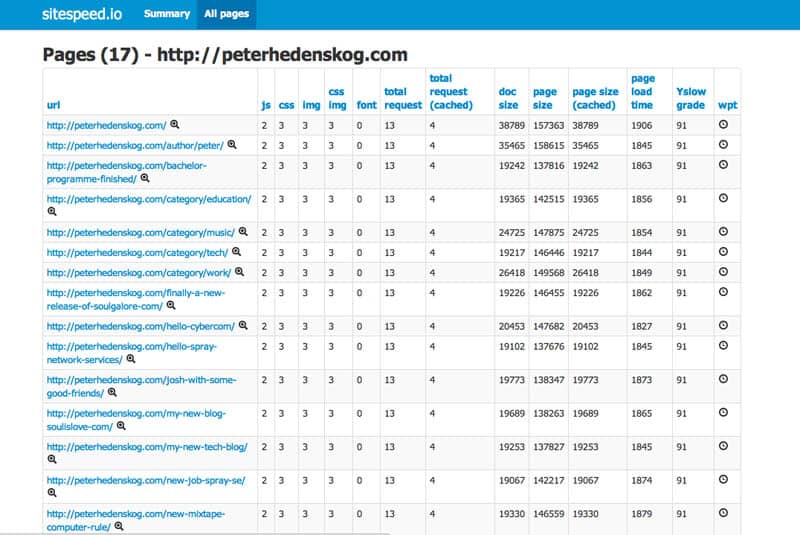 sitespeed.io Summary All pages
Pages (17) - http://peterhedenskog.com
url js css img css img font total request total request (cached) doc size page size page size (cached) page load time Yslow grade wpt
http://peterhedenskog.com/ 2 3 3 3 0 13 4 38789 157363 38789 1906 91
http://peterhedenskog.com/author/peter/ 2 3 3 3 0 13 4 35465 158615 35465 1845 91
http://peterhedenskog.com/bachelor- 2 3 3 3 0 13 4 19242 137816 19242 1863 91
programme-finished/
http://peterhedenskog.com/category/education/ 2 3 3 3 0 13 4 19365 142515 19365 1856 91
http://peterhedenskog.com/category/music/ 2 3 3 3 0 13 4 24725 147875 24725 1854 91
http://peterhedenskog.com/category/tech/ 2 3 3 3 0 13 4 19217 146446 19217 1844 91
http://peterhedenskog.com/category/work/ 2 3 3 3 0 13 4 26418 149568 26418 1849 91
http://peterhedenskog.com/finally-a-new- 2 3 3 3 0 13 4 19226 146455 19226 1862 91
release-of-soulgalore-com/
http://peterhedenskog.com/hello-cybercom/ 2 3 3 3 0 13 4 20453 147682 20453 1827 91
http://peterhedenskog.com/hello-spray- 2 3 3 3 0 13 4 19102 137676 19102 1845 91
network-services/
http://peterhedenskog.com/josh-with-some- 2 3 3 3 0 13 4 19773 138347 19773 1873 91
good-friends/
http://peterhedenskog.com/my-new-blog- 2 3 3 3 0 13 4 19689 138263 19689 1865 91
soulislove-com/
http://peterhedenskog.com/my-new-tech-blog/ 2 3 3 3 0 13 4 19253 137827 19253 1845 91
http://peterhedenskog.com/new-job-spray-se/ 2 3 3 3 0 13 4 19067 142217 19067 1874 91
http://peterhedenskog.com/new-mixtape- 2 3 3 3 0 13 4 19330 146559 19330 1879 91
computer-rule/